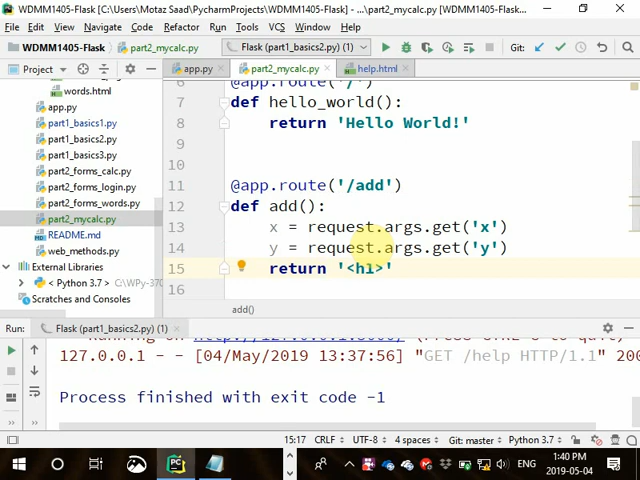 WDMM1405-Flask [C:\Users\Motaz Saad\PycharmProjects\WDMM1405-Flask] - ...\part2_mycalc.py [WDMM1405-Flask...
File Edit View Navigate Code Refactor Run Tools VCS Window Help
WDMM1405-Flask part2_mycalc.py Flask (part1_basics2.py) Git:
Project app.py part2_mycalc.py help.html
words.html
app.py
part1_basics1.py
part1_basics2.py
part1_basics3.py
part2_forms_calc.py
part2_forms_login.py
part2_forms_words.py
part2_mycalc.py
README.md
web_methods.py
External Libraries
< Python 3.7 (1) > C:\WPy-370
Scratches and Consoles
@app.route('/')
7 def hello_world():
8 return 'Hello World!'
9
10
11 @app.route('/add')
12 def add():
13 x = request.args.get('x')
14 y = request.args.get('y')
15 return '<h1>'
16
add()
Run: Flask (part1_basics2.py) (1)
127.0.0.1 - - [04/May/2019 13:37:56] "GET /help HTTP/1.1" 200
Process finished with exit code -1
15:17 CRLF UTF-8 4 spaces Git: master Python 3.7
ENG 1:40 PM
2019-05-04